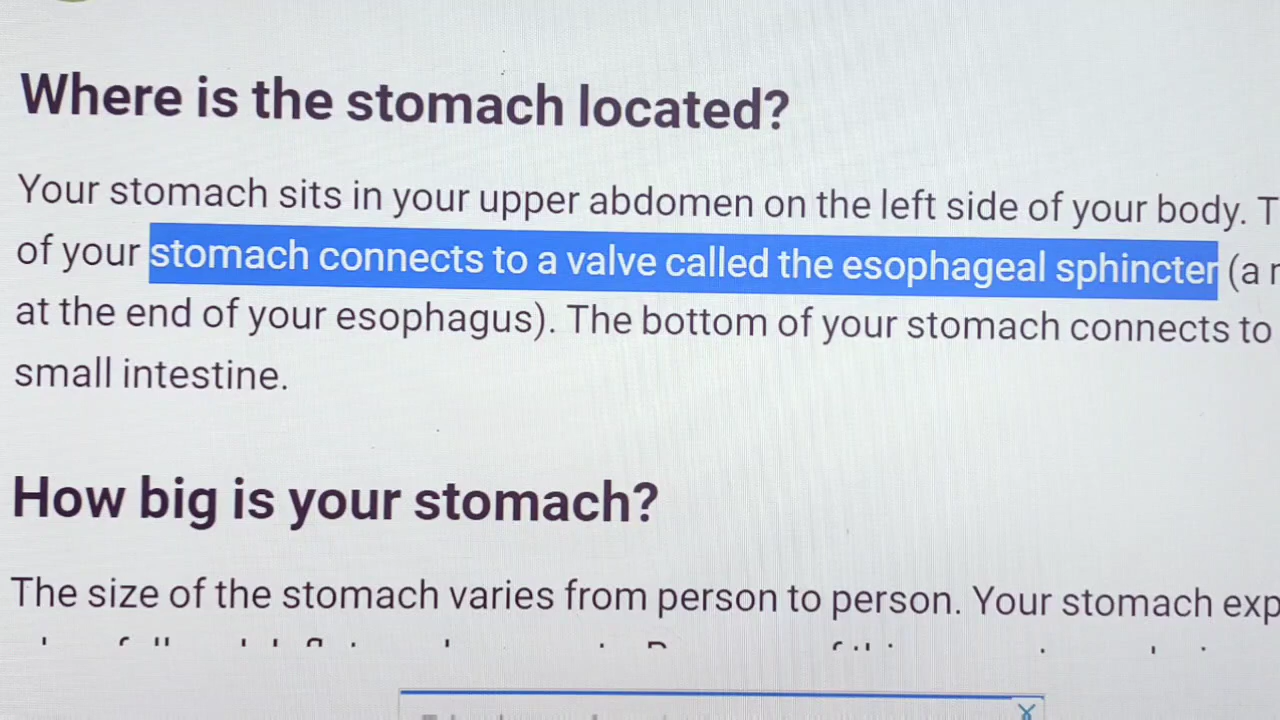 Where is the stomach located?
Your stomach sits in your upper abdomen on the left side of your body. T
of your stomach connects to a valve called the esophageal sphincter (a
at the end of your esophagus). The bottom of your stomach connects to
small intestine.
How big is your stomach?
The size of the stomach varies from person to person. Your stomach exp